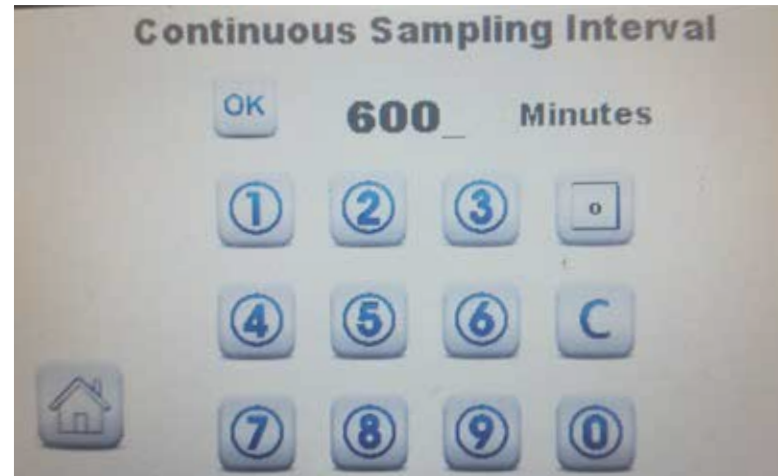 Continuous Sampling Interval
OK 600_ Minutes
1 2 3 o
4 5 6 C
7 8 9 0